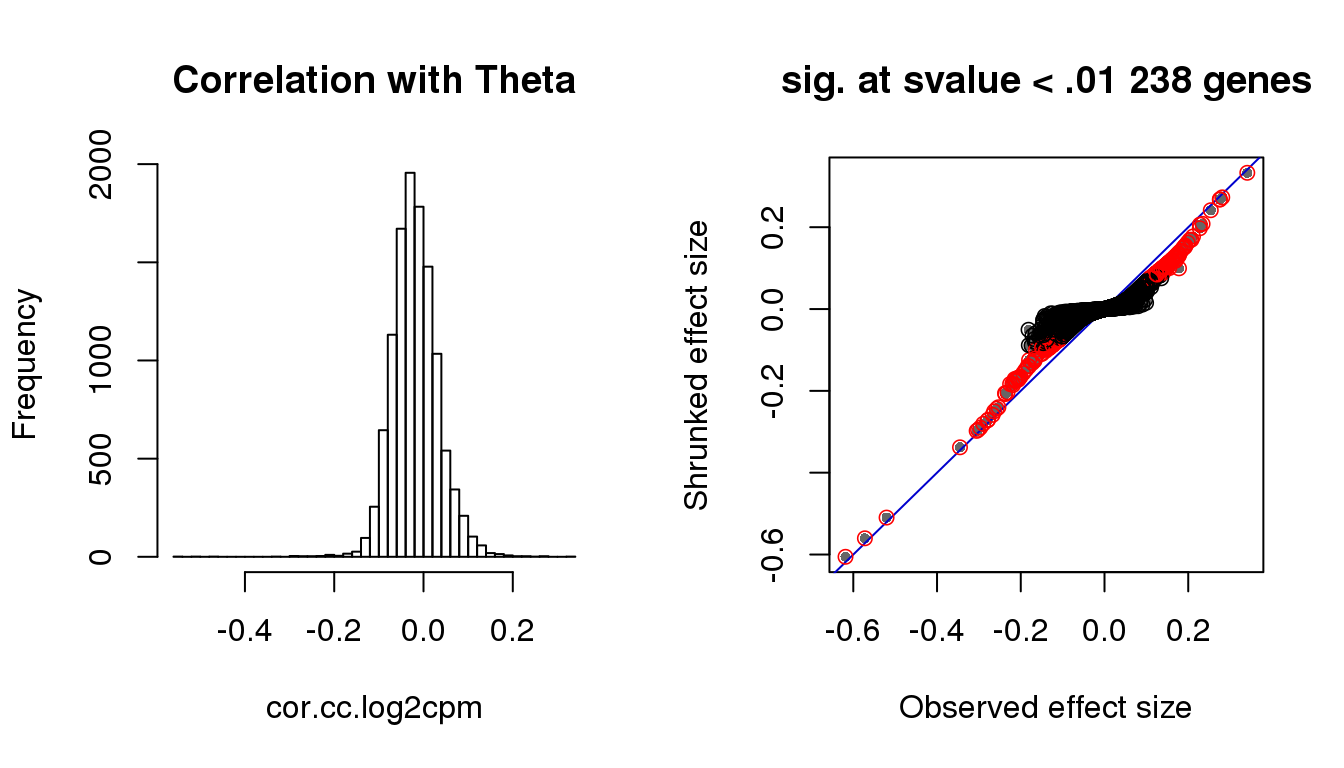 Correlation with Theta
Frequency
2000
1000
500
0
-0.4 -0.2 0.0 0.2
cor.cc.log2cpm
sig. at svalue < .01 238 genes
Shrunked effect size
0.2
0.0
-0.2
-0.6
-0.6 -0.4 -0.2 0.0 0.2
Observed effect size